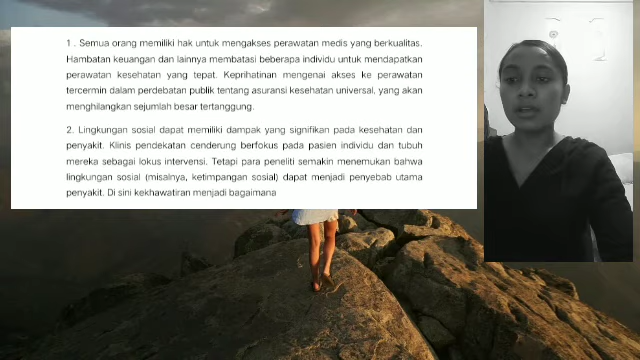 1 . Semua orang memiliki hak untuk mengakses perawatan medis yang berkualitas.
Hambatan keuangan dan lainnya membatasi beberapa individu untuk mendapatkan
perawatan kesehatan yang tepat. Keprihatinan mengenai akses ke perawatan
tercermin dalam perdebatan publik tentang asuransi kesehatan universal, yang akan
menghilangkan sejumlah besar tertanggung.
2. Lingkungan sosial dapat memiliki dampak yang signifikan pada kesehatan dan
penyakit. Klinis pendekatan cenderung berfokus pada pasien individu dan tubuh
mereka sebagai lokus intervensi. Tetapi para peneliti semakin menemukan bahwa
lingkungan sosial (misalnya, ketimpangan sosial) dapat menjadi penyebab utama
penyakit. Di sini kekhawatiran menjadi bagaimana